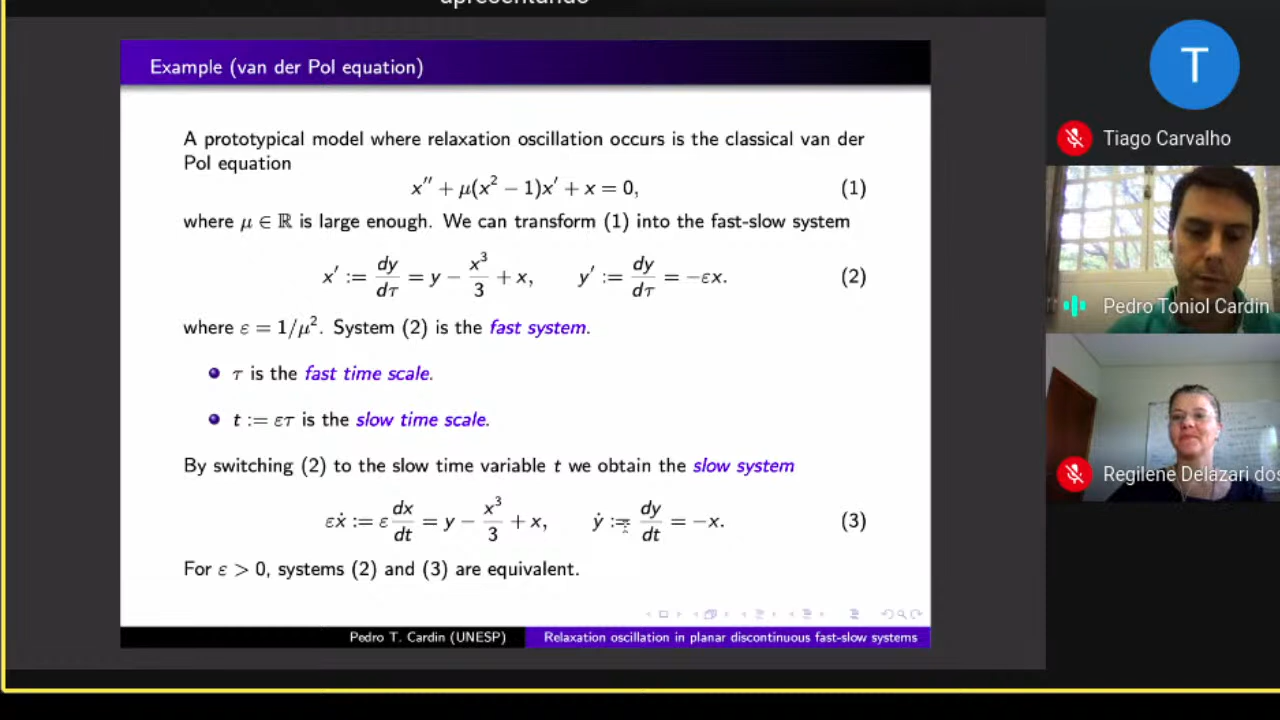 apresentando
Example (van der Pol equation)
A prototypical model where relaxation oscillation occurs is the classical van der
Pol equation
x″ + μ(x² − 1)x′ + x = 0, (1)
where μ ∈ ℝ is large enough. We can transform (1) into the fast-slow system
x′ := dy/dτ = y − x³/3 + x, y′ := dy/dτ = −εx. (2)
where ε = 1/μ². System (2) is the fast system.
τ is the fast time scale.
t := ετ is the slow time scale.
By switching (2) to the slow time variable t we obtain the slow system
εẋ := ε dx/dt = y − x³/3 + x, ẏ := dy/dt = −x. (3)
For ε > 0, systems (2) and (3) are equivalent.
Pedro T. Cardin (UNESP) Relaxation oscillation in planar discontinuous fast-slow systems
T
Tiago Carvalho
Pedro Toniol Cardin
Regilene Delazari dos